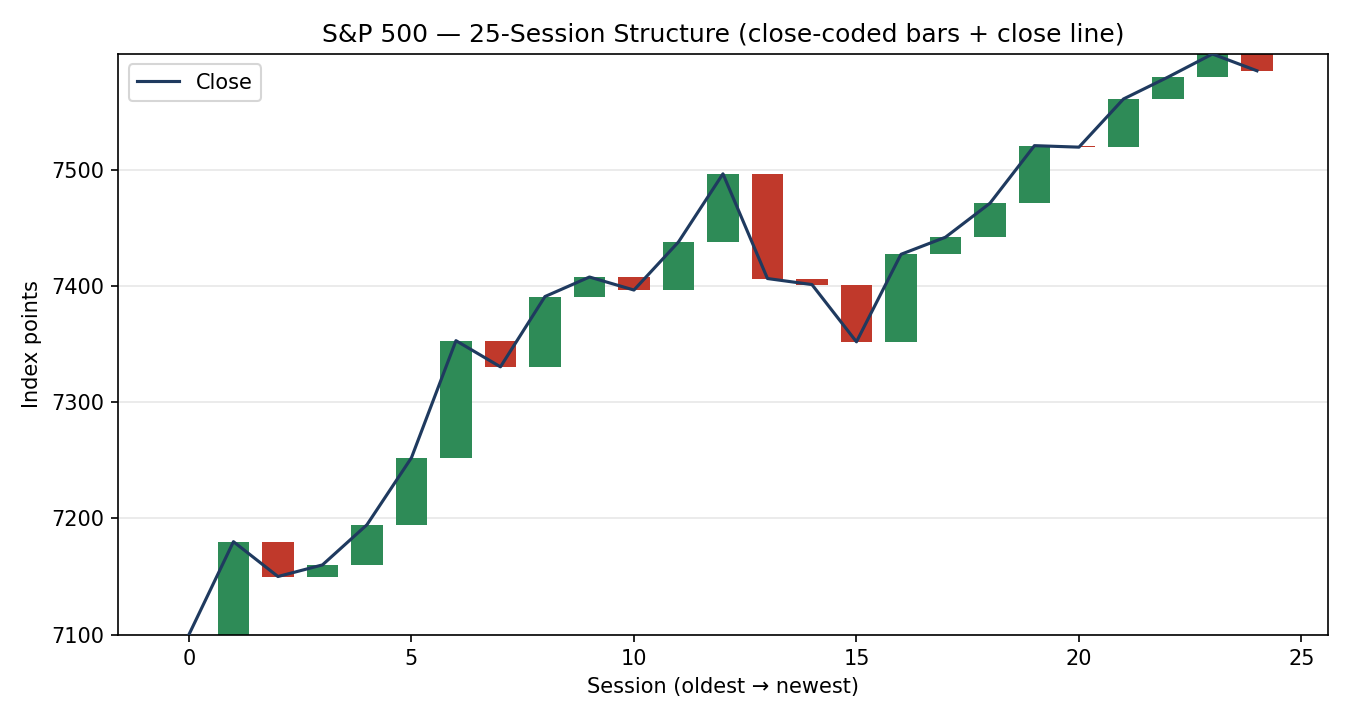 S&P 500 — 25-Session Structure (close-coded bars + close line)
Close
Index points
7500
7400
7300
7200
7100
0 5 10 15 20 25
Session (oldest → newest)